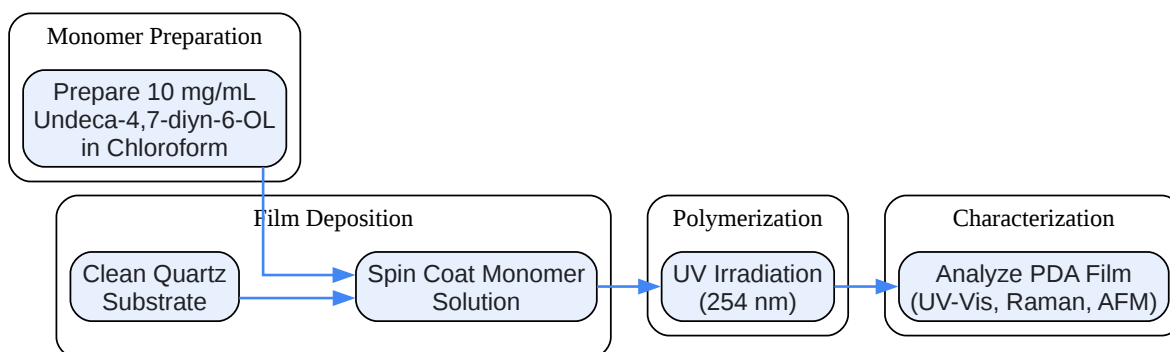 Monomer Preparation
Prepare 10 mg/mL
Undeca-4,7-diyn-6-OL
in Chloroform
Film Deposition
Clean Quartz
Substrate
Spin Coat Monomer
Solution
Polymerization
UV Irradiation
(254 nm)
Characterization
Analyze PDA Film
(UV-Vis, Raman, AFM)